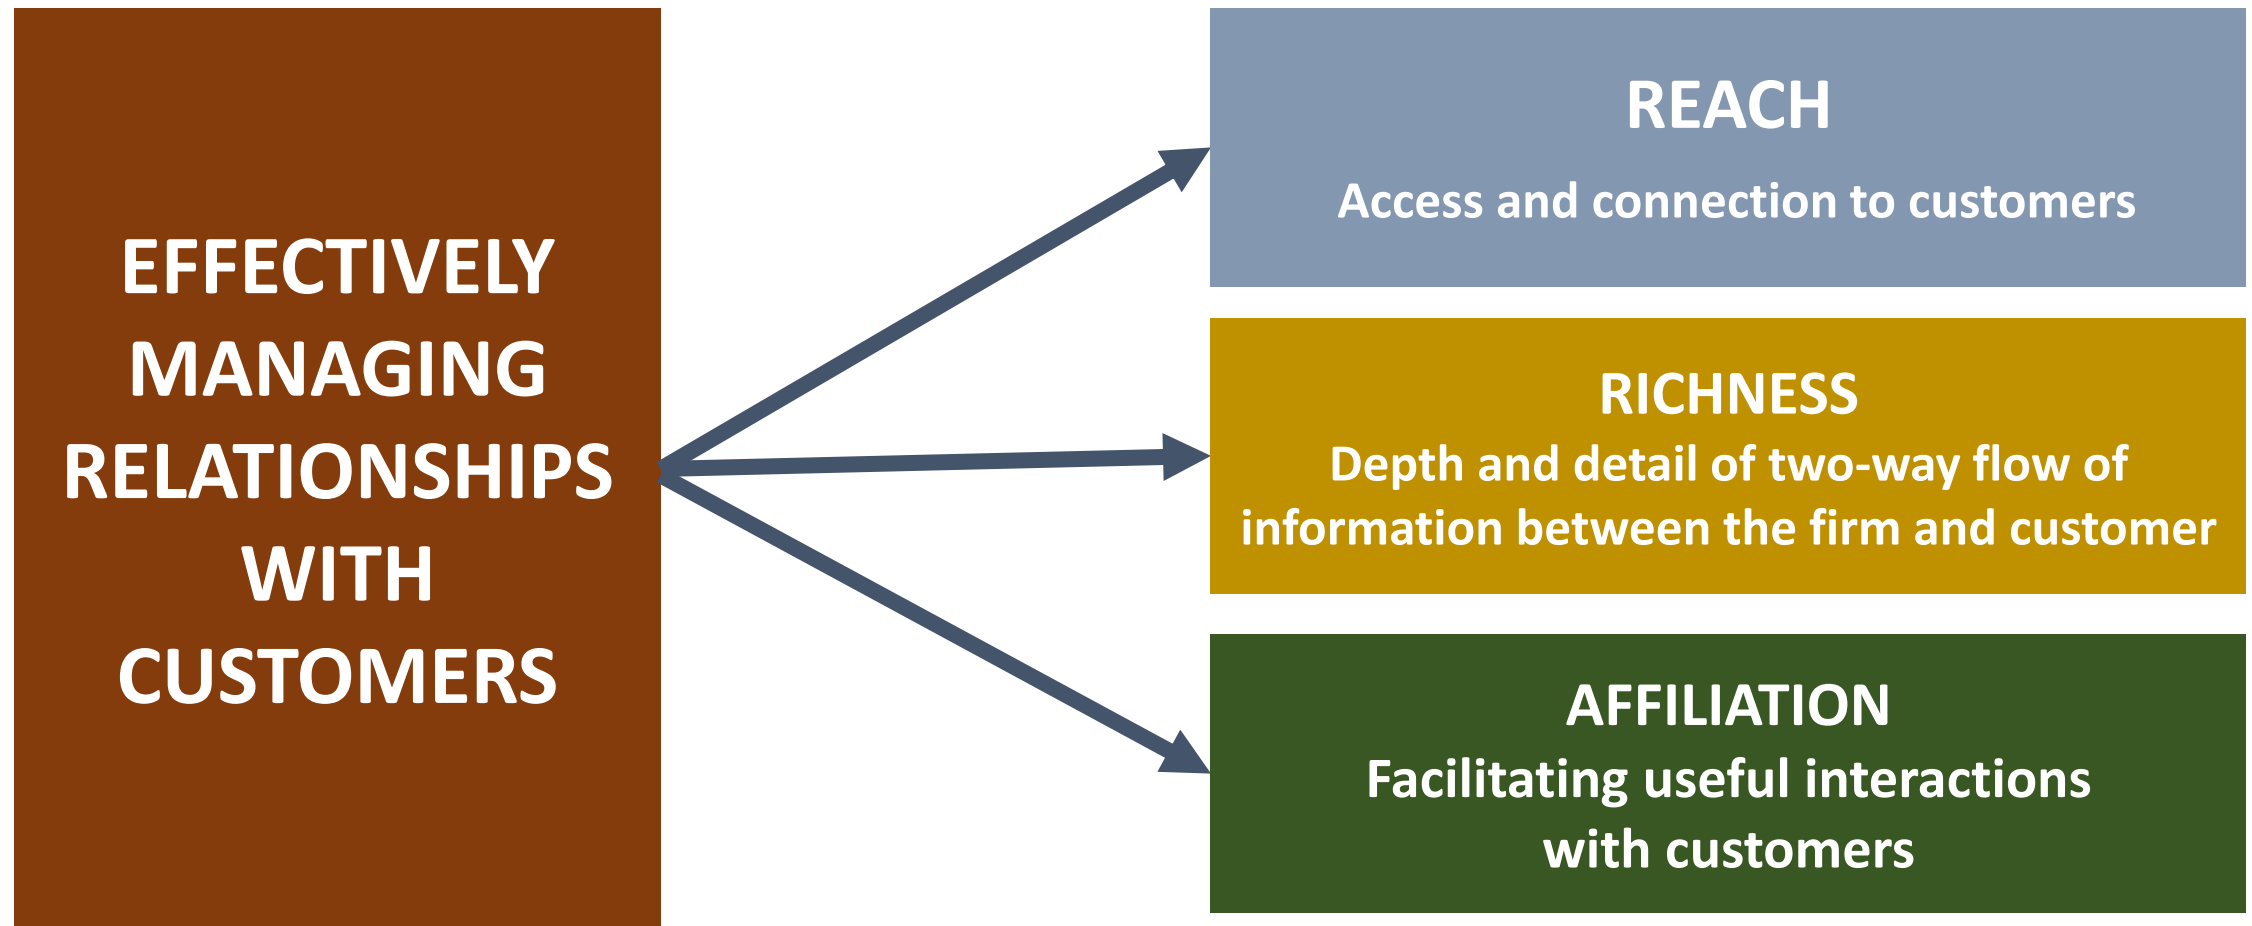 EFFECTIVELY
MANAGING
RELATIONSHIPS
WITH
CUSTOMERS
REACH
Access and connection to customers
RICHNESS
Depth and detail of two-way flow of
information between the firm and customer
AFFILIATION
Facilitating useful interactions
with customers